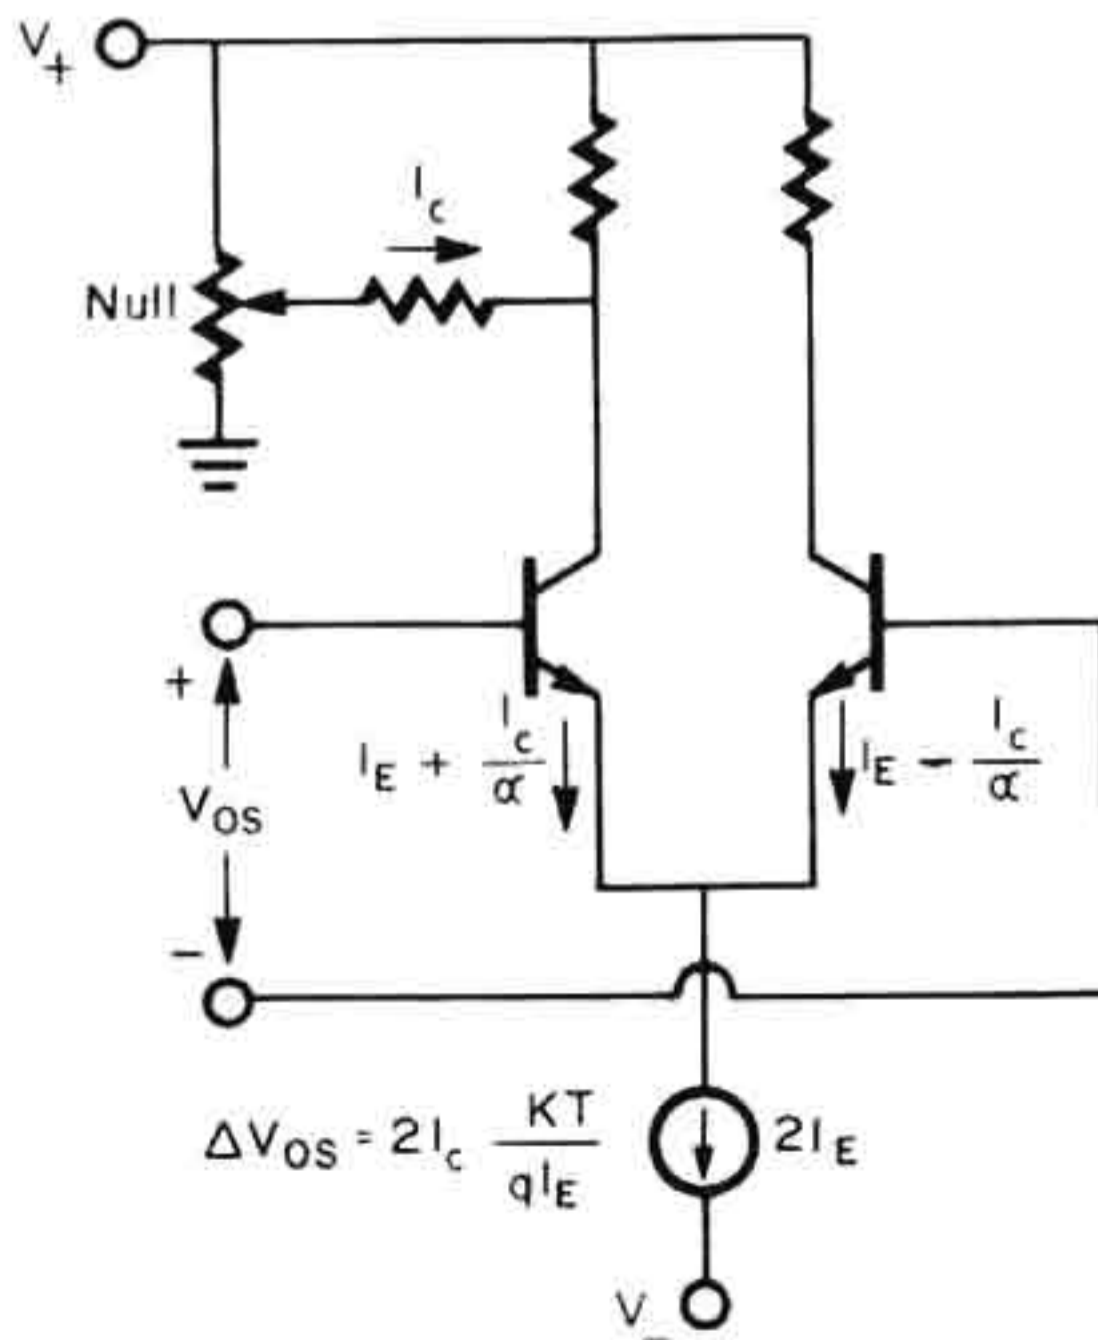 V+
Ic
Null
+
IE + Ic/α
IE − Ic/α
VOS
−
ΔVOS = 2Ic KT/qIE
2IE
V−